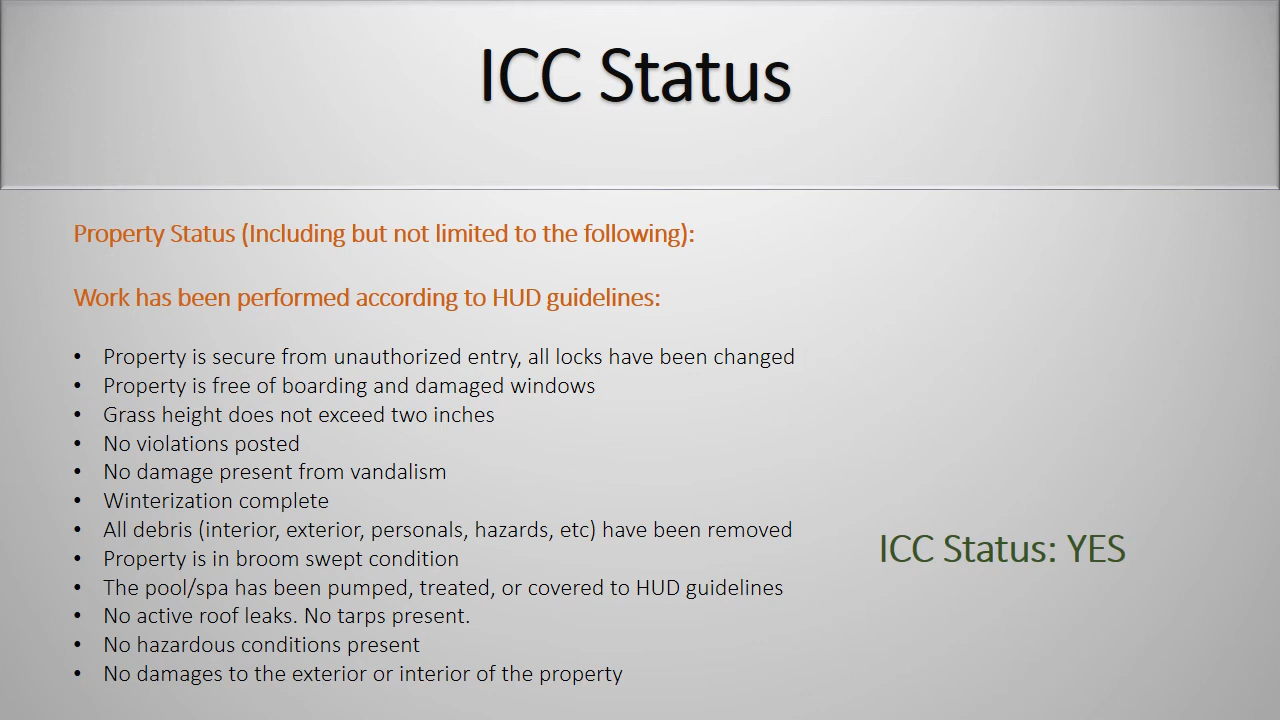 ICC Status
Property Status (Including but not limited to the following):
Work has been performed according to HUD guidelines:
• Property is secure from unauthorized entry, all locks have been changed
• Property is free of boarding and damaged windows
• Grass height does not exceed two inches
• No violations posted
• No damage present from vandalism
• Winterization complete
• All debris (interior, exterior, personals, hazards, etc) have been removed
• Property is in broom swept condition
• The pool/spa has been pumped, treated, or covered to HUD guidelines
• No active roof leaks. No tarps present.
• No hazardous conditions present
• No damages to the exterior or interior of the property
ICC Status: YES